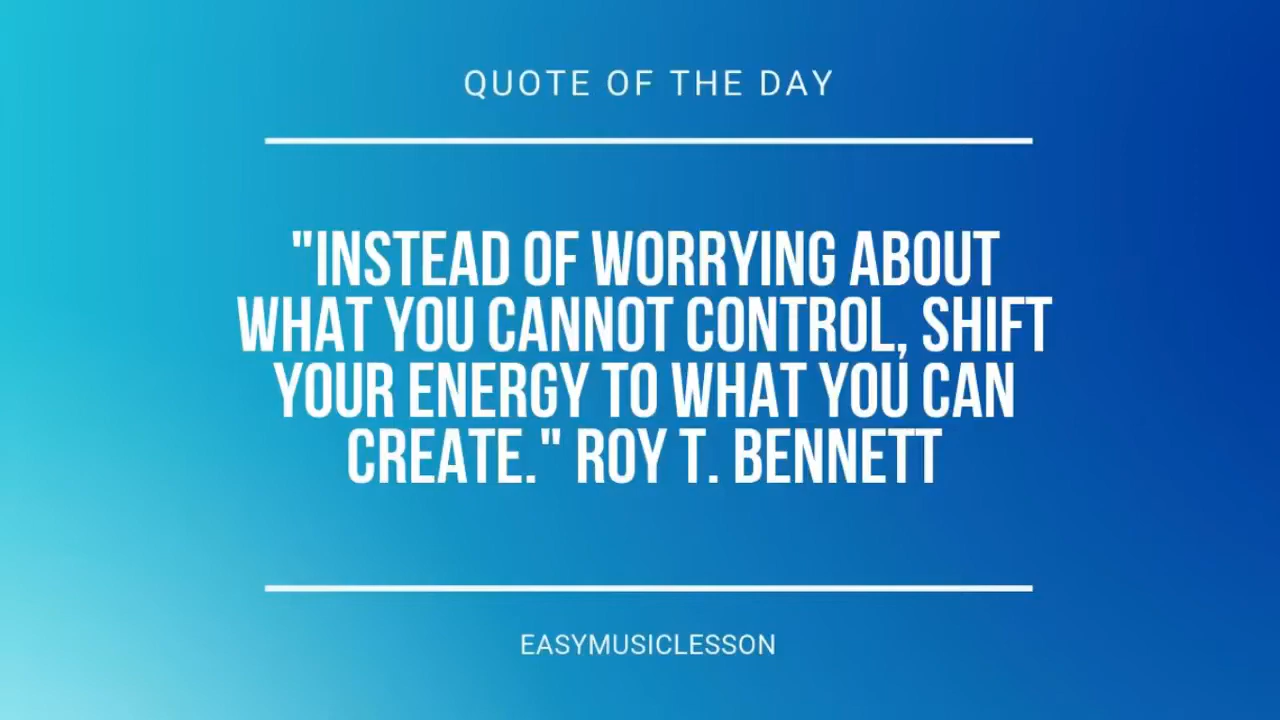 QUOTE OF THE DAY
"INSTEAD OF WORRYING ABOUT
WHAT YOU CANNOT CONTROL, SHIFT
YOUR ENERGY TO WHAT YOU CAN
CREATE." ROY T. BENNETT
EASYMUSICLESSON